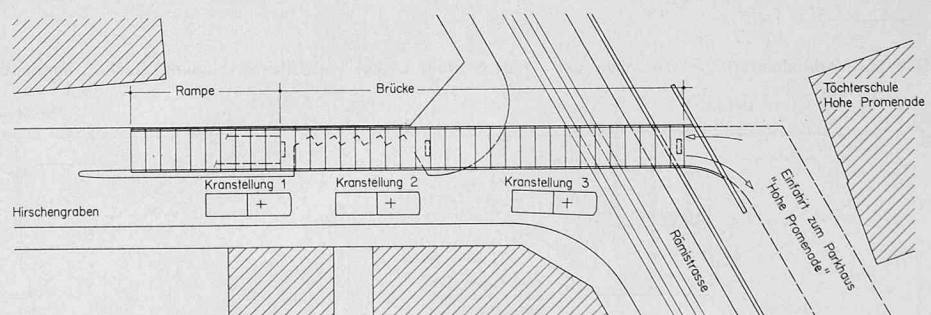 Rampe
Brücke
Töchterschule
Hohe Promenade
Kranstellung 1
Kranstellung 2
Kranstellung 3
Hirschengraben
Rämistrasse
Einfahrt zum Parkhaus
"Hohe Promenade"